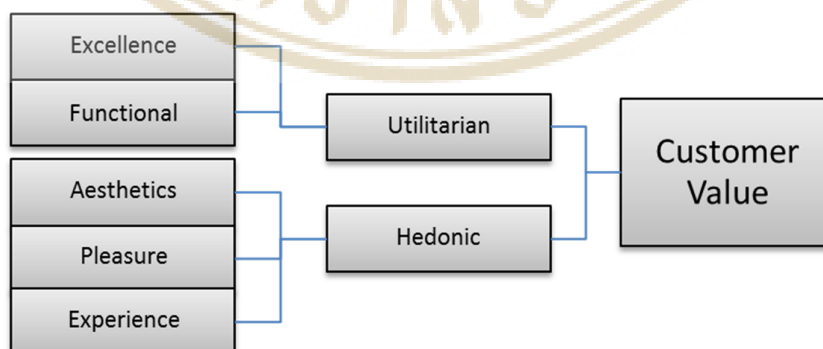 Excellence
Functional
Aesthetics
Pleasure
Experience
Utilitarian
Hedonic
Customer
Value